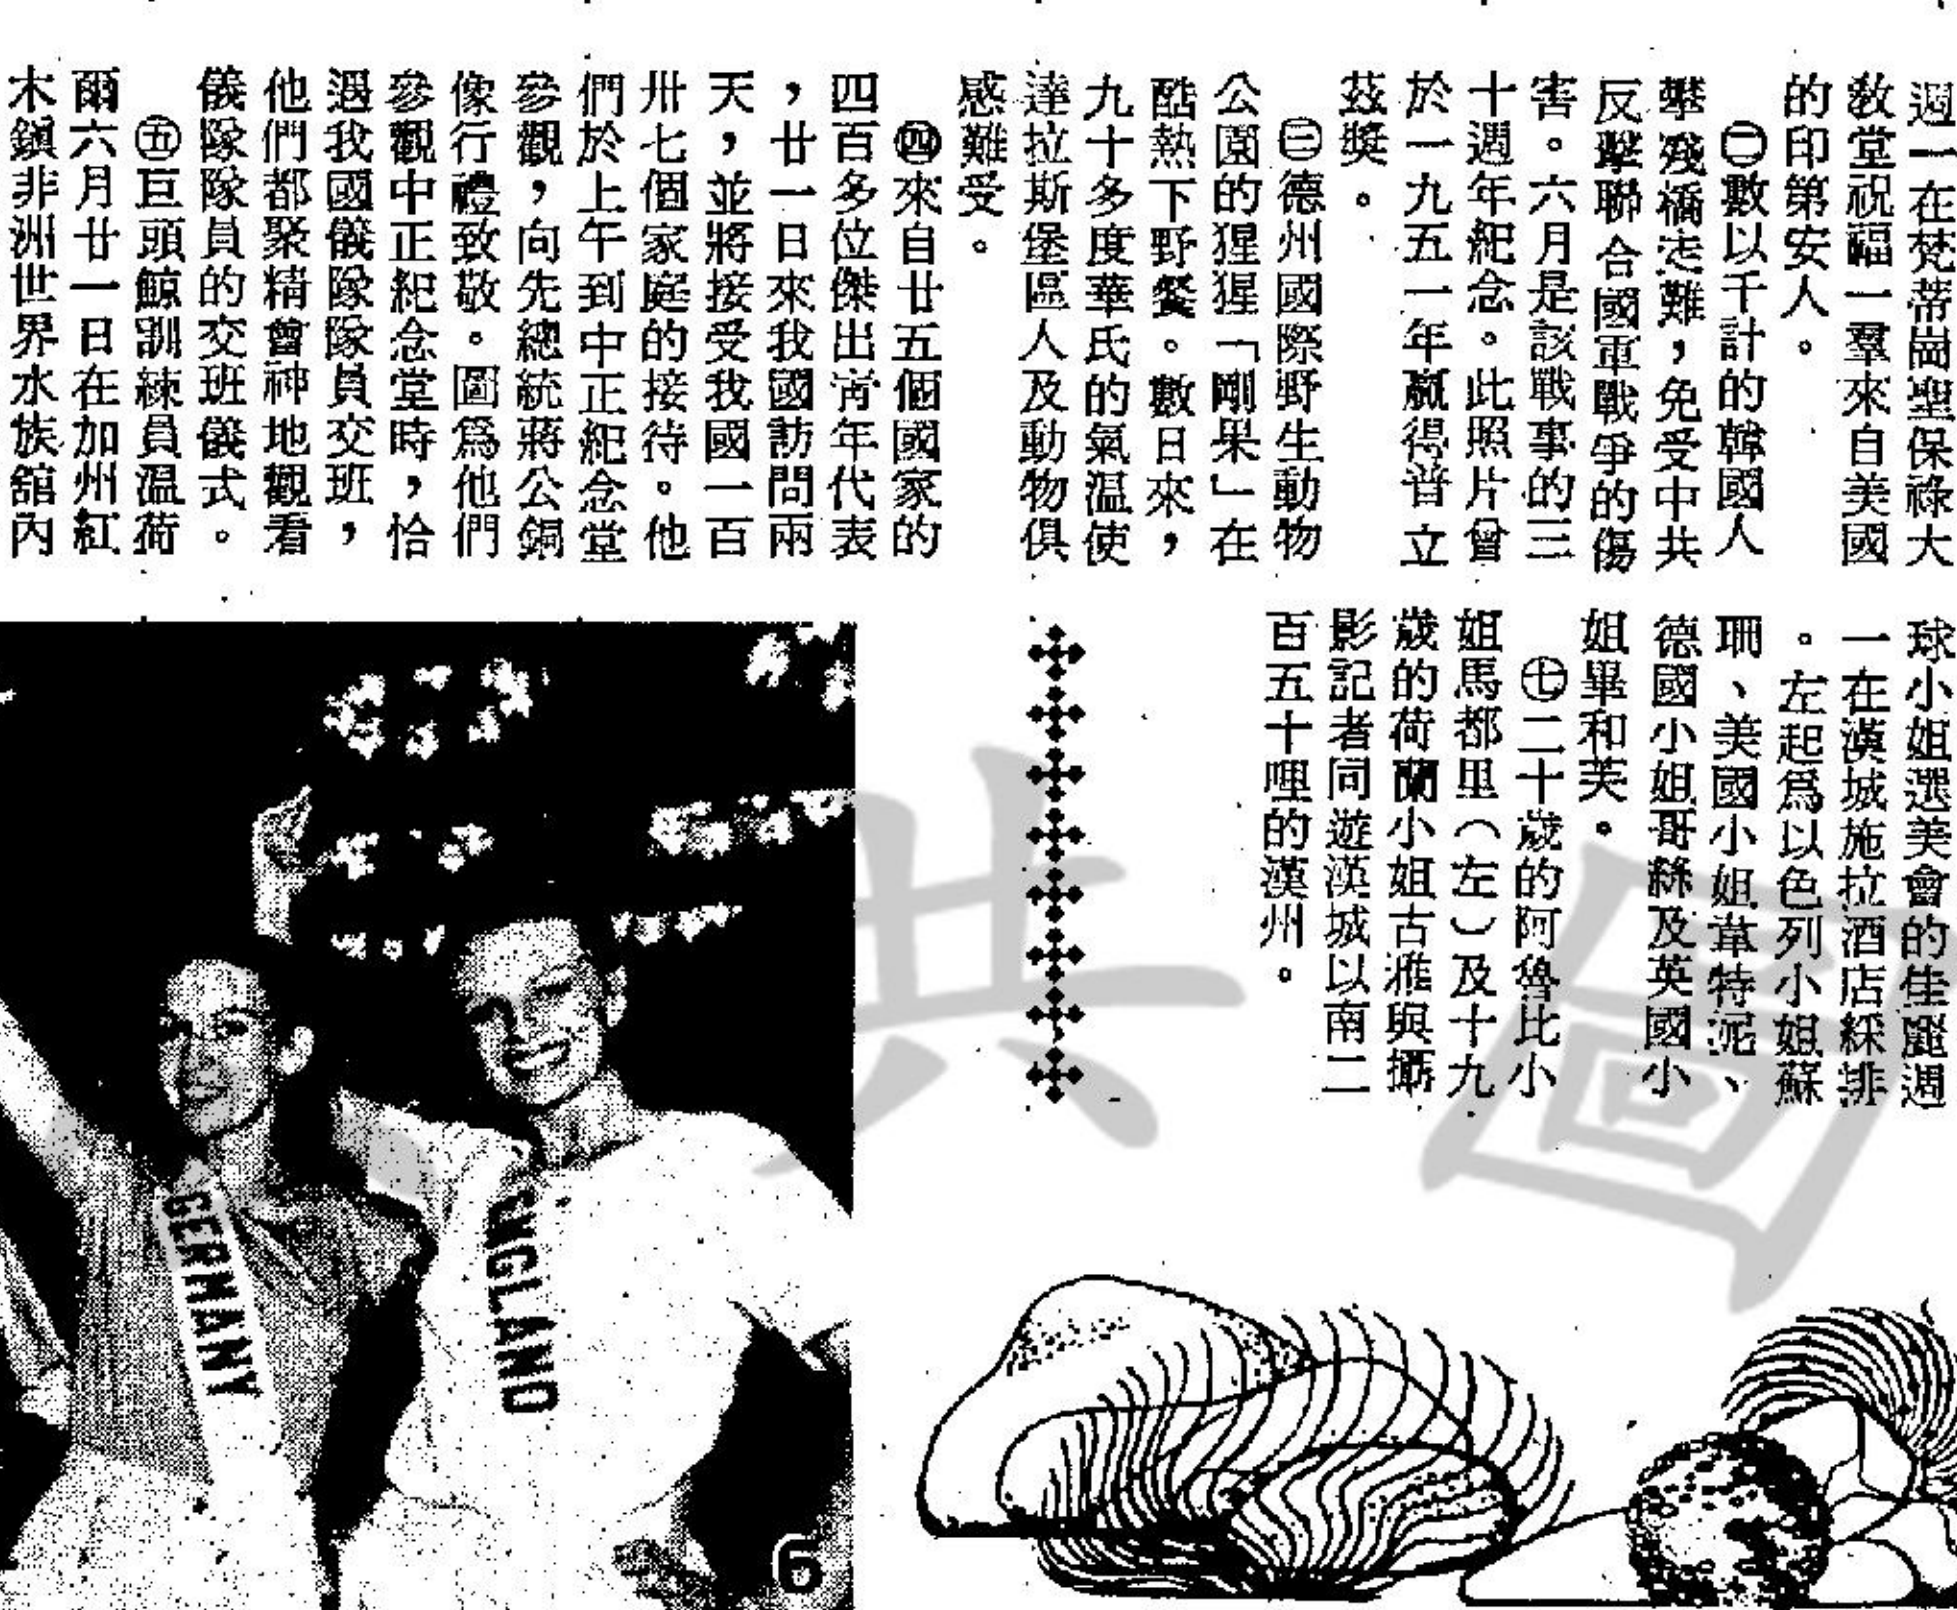 週一在梵蒂崗聖保祿大
教堂祝福一羣來自美國
的印第安人。
㊁數以千計的韓國人
攀殘橋走難，免受中共
反擊聯合國軍戰爭的傷
害。六月是該戰事的三
十週年紀念。此照片曾
於一九五一年贏得普立
茲獎。
㊂德州國際野生動物
公園的猩猩「剛果」在
酷熱下野餐。數日來，
九十多度華氏的氣温使
達拉斯堡區人及動物俱
感難受。
㊃來自廿五個國家的
四百多位傑出青年代表
，廿一日來我國訪問兩
天，並將接受我國一百
卅七個家庭的接待。他
們於上午到中正紀念堂
參觀，向先總統蔣公銅
像行禮致敬。圖爲他們
參觀中正紀念堂時，恰
遇我國儀隊隊員交班，
他們都聚精會神地觀看
儀隊隊員的交班儀式。
㊄巨頭鯨訓練員温荷
爾六月廿一日在加州紅
木鎮非洲世界水族舘內
球小姐選美會的佳麗週
一在漢城施拉酒店綵排
。左起爲以色列小姐蘇
珊、美國小姐韋特泥、
德國小姐哥絲及英國小
姐畢和芙。
㊆二十歲的阿魯比小
姐馬都里（左）及十九
歲的荷蘭小姐古雅與攝
影記者同遊漢城以南二
百五十哩的漢州。
GERMANY
ENGLAND
6
共
圖